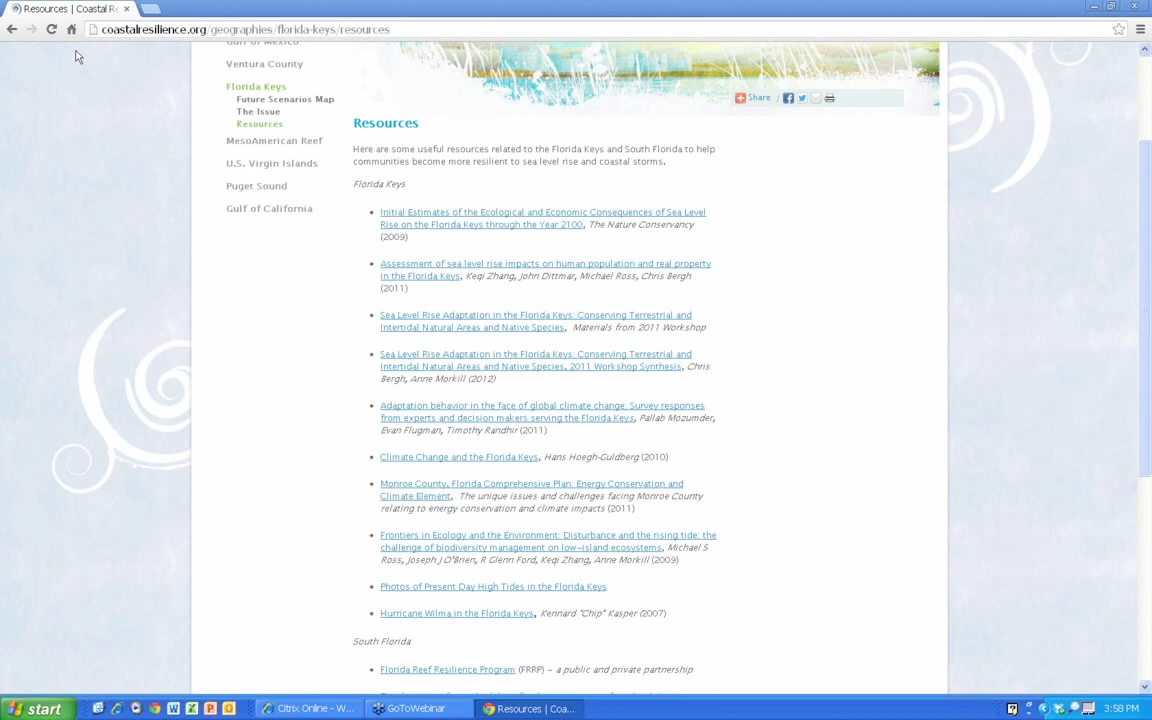 Resources | Coastal Re
coastalresilience.org/geographies/florida-keys/resources
Gulf of Mexico
Ventura County
Florida Keys
Future Scenarios Map
The Issue
Resources
MesoAmerican Reef
U.S. Virgin Islands
Puget Sound
Gulf of California
Share /
Resources
Here are some useful resources related to the Florida Keys and South Florida to help
communities become more resilient to sea level rise and coastal storms.
Florida Keys
Initial Estimates of the Ecological and Economic Consequences of Sea Level
Rise on the Florida Keys through the Year 2100, The Nature Conservancy
(2009)
Assessment of sea level rise impacts on human population and real property
in the Florida Keys, Keqi Zhang, John Dittmar, Michael Ross, Chris Bergh
(2011)
Sea Level Rise Adaptation in the Florida Keys: Conserving Terrestrial and
Intertidal Natural Areas and Native Species, Materials from 2011 Workshop
Sea Level Rise Adaptation in the Florida Keys: Conserving Terrestrial and
Intertidal Natural Areas and Native Species, 2011 Workshop Synthesis, Chris
Bergh, Anne Morkill (2012)
Adaptation behavior in the face of global climate change: Survey responses
from experts and decision makers serving the Florida Keys, Pallab Mozumder,
Evan Flugman, Timothy Randhir (2011)
Climate Change and the Florida Keys, Hans Hoegh-Guldberg (2010)
Monroe County, Florida Comprehensive Plan: Energy Conservation and
Climate Element, The unique issues and challenges facing Monroe County
relating to energy conservation and climate impacts (2011)
Frontiers in Ecology and the Environment: Disturbance and the rising tide: the
challenge of biodiversity management on low-island ecosystems, Michael S
Ross, Joseph J O'Brien, R Glenn Ford, Keqi Zhang, Anne Morkill (2009)
Photos of Present Day High Tides in the Florida Keys
Hurricane Wilma in the Florida Keys, Kennard "Chip" Kasper (2007)
South Florida
Florida Reef Resilience Program (FRRP) - a public and private partnership
start
Citrix Online - W...
GoToWebinar
Resources | Coa...
3:58 PM